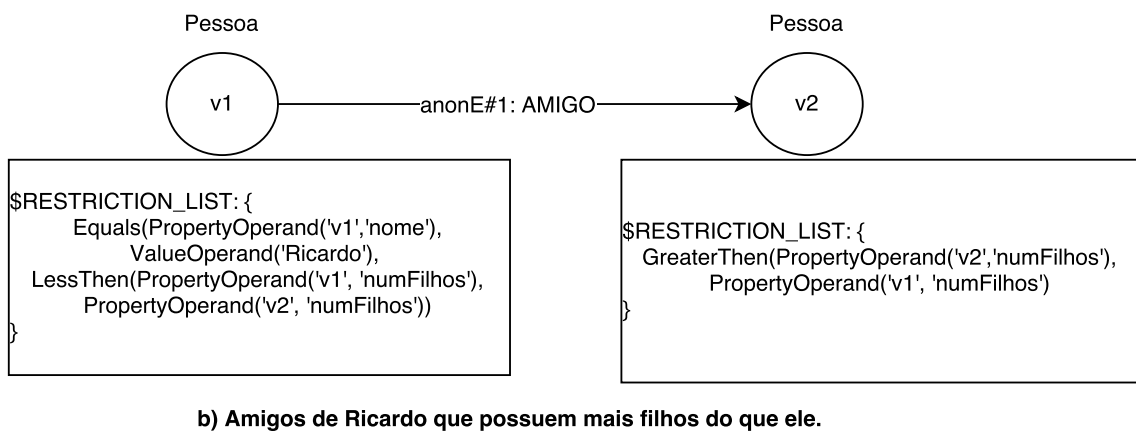 Pessoa
Pessoa
v1
anonE#1: AMIGO
v2
$RESTRICTION_LIST: {
Equals(PropertyOperand('v1','nome'),
ValueOperand('Ricardo'),
LessThen(PropertyOperand('v1', 'numFilhos'),
PropertyOperand('v2', 'numFilhos'))
}
$RESTRICTION_LIST: {
GreaterThen(PropertyOperand('v2','numFilhos'),
PropertyOperand('v1', 'numFilhos')
}
b) Amigos de Ricardo que possuem mais filhos do que ele.